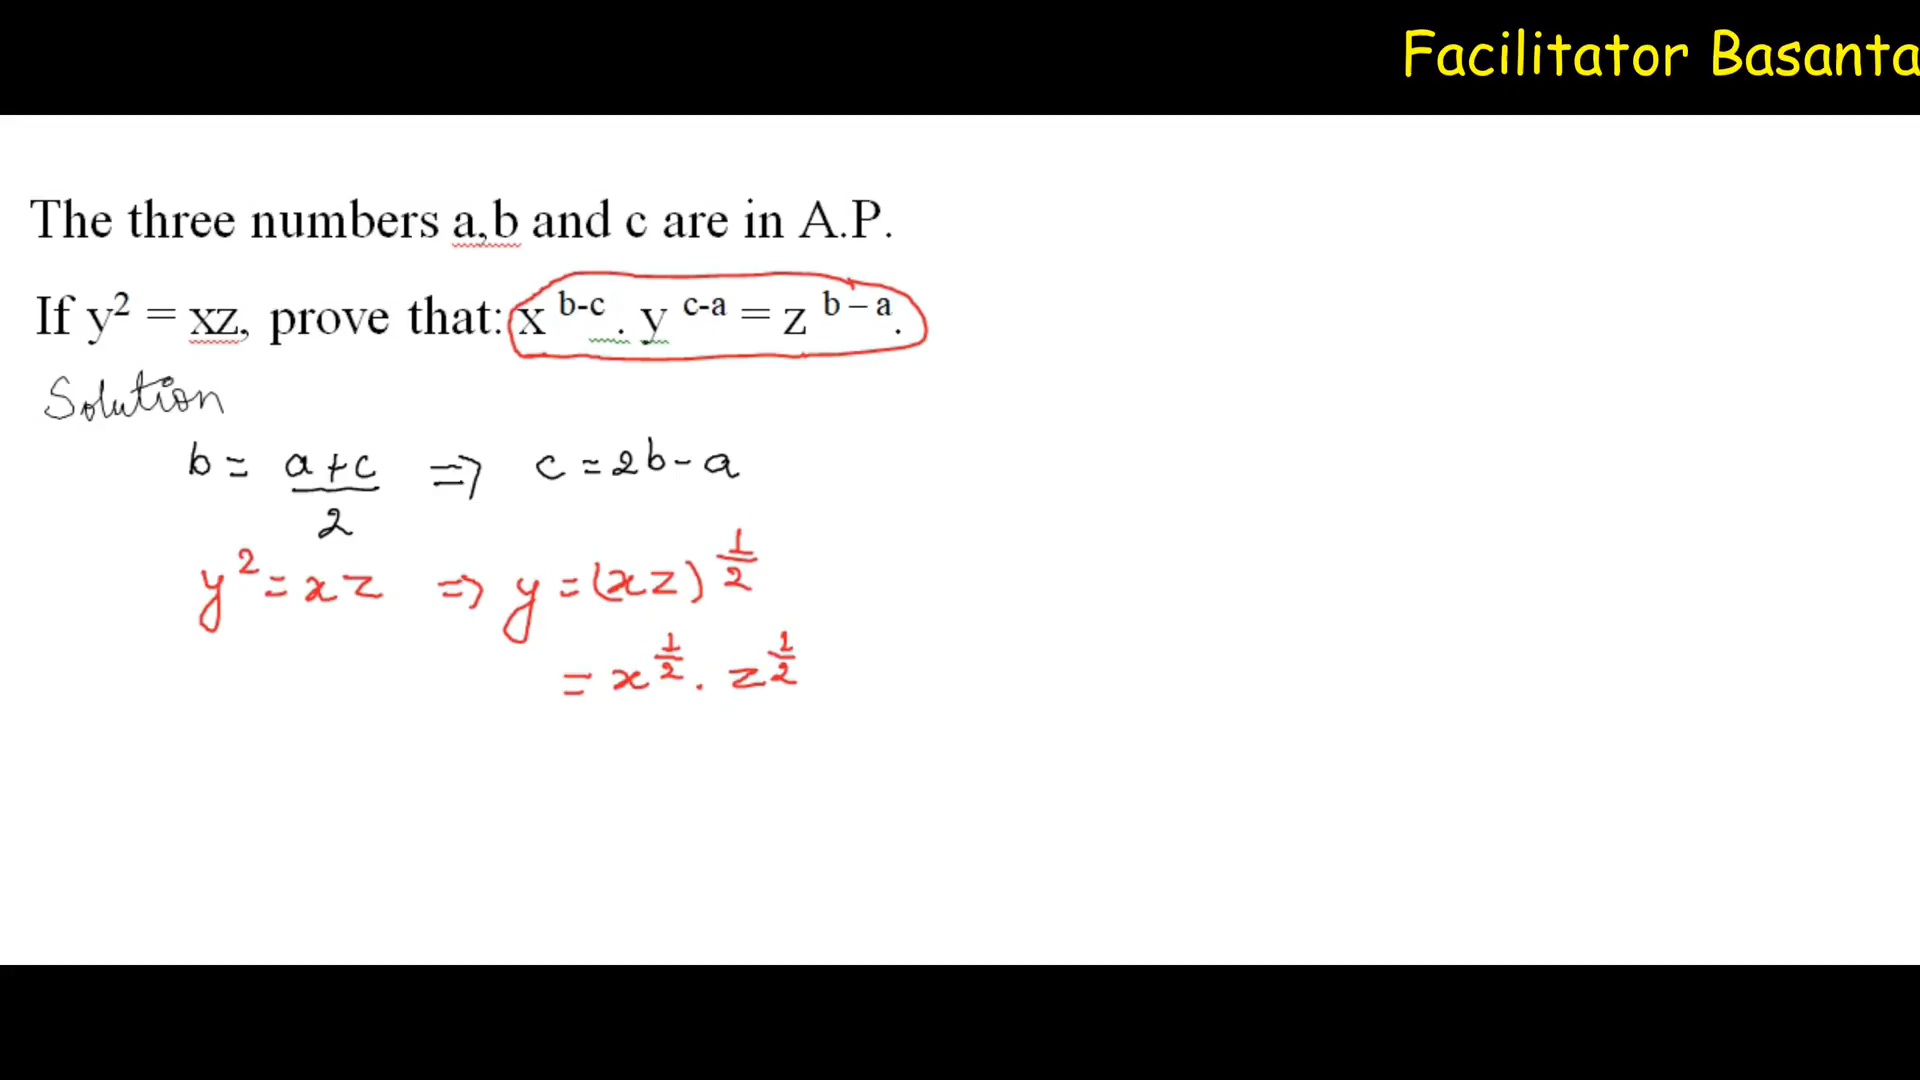 Facilitator Basanta
The three numbers a,b and c are in A.P.
If y² = xz, prove that: x ^(b-c) . y ^(c-a) = z ^(b – a).
Solution
b = (a+c)/2 ⇒ c = 2b - a
y² = xz ⇒ y = (xz)^(1/2)
= x^(1/2) . z^(1/2)